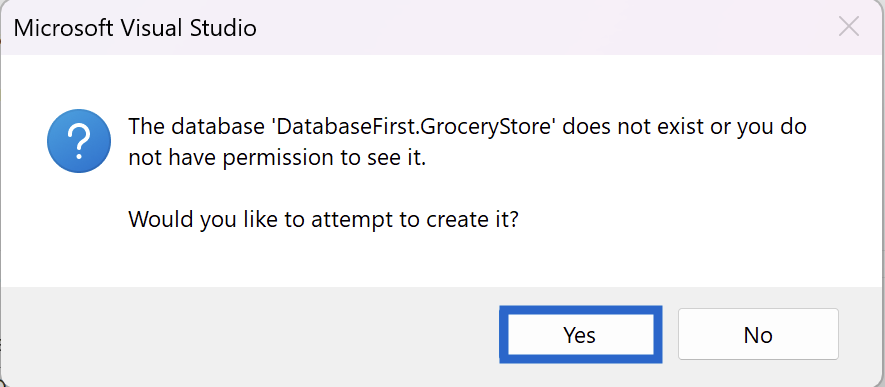 Microsoft Visual Studio
The database 'DatabaseFirst.GroceryStore' does not exist or you do
not have permission to see it.
Would you like to attempt to create it?
Yes
No